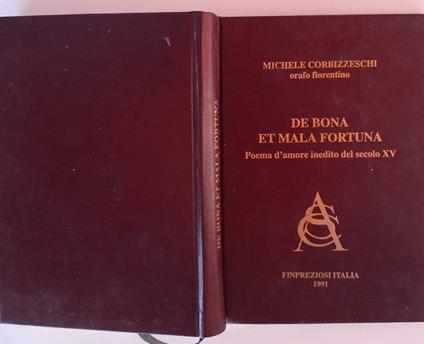 DE BONA ET MALA FORTUNA
MICHELE CORBIZZESCHI
orafo fiorentino
DE BONA
ET MALA FORTUNA
Poema d'amore inedito del secolo XV
FINPREZIOSI ITALIA
1991